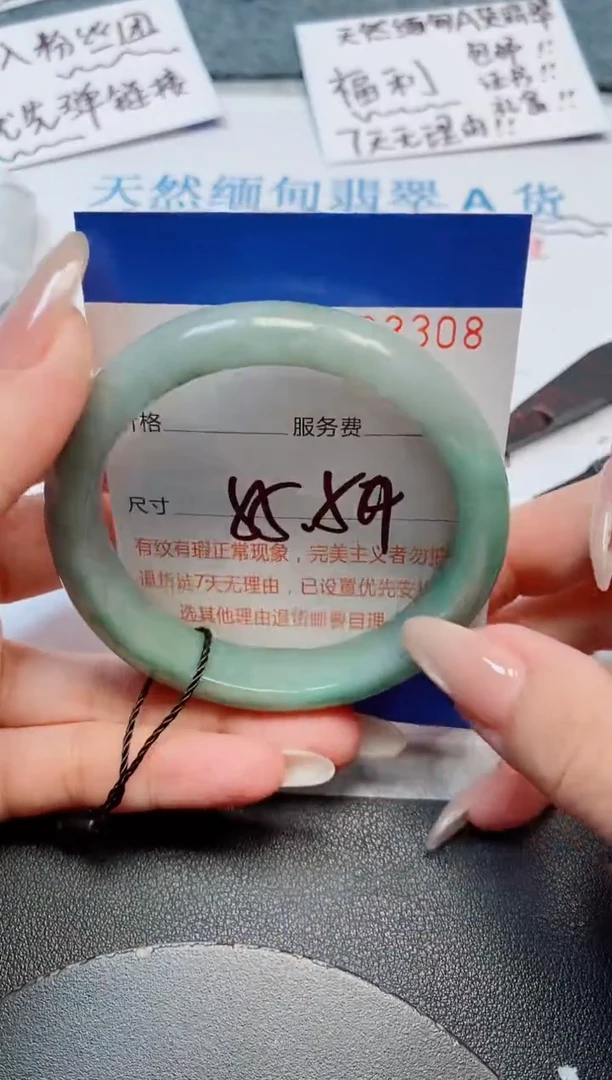 入粉丝团
优先弹链接
天然缅甸A货翡翠
福利 包邮!!
证书!!
礼盒!!
7天无理由!!
天然缅甸翡翠A货
3308
价格 服务费
尺寸
有纹有瑕正常现象,完美主义者勿
退货选7天无理由,已设置优先安
选其他理由退货邮费自理